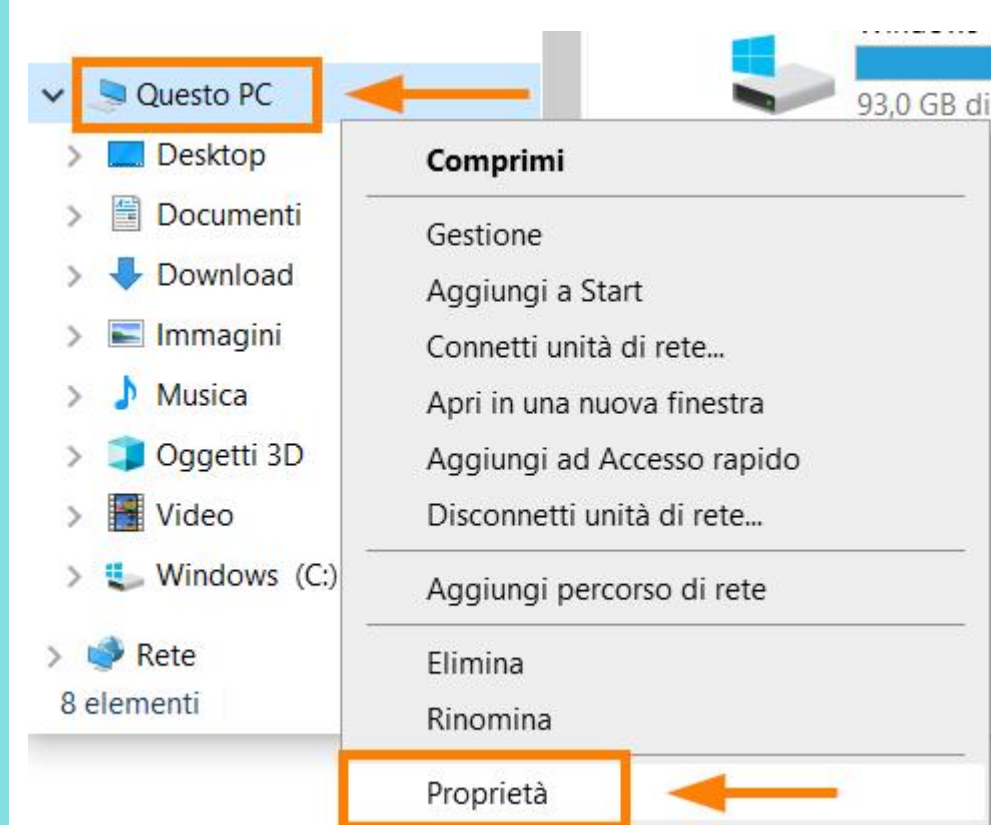 Questo PC
Desktop
Documenti
Download
Immagini
Musica
Oggetti 3D
Video
Windows (C:)
Rete
8 elementi
93,0 GB di
Comprimi
Gestione
Aggiungi a Start
Connetti unità di rete...
Apri in una nuova finestra
Aggiungi ad Accesso rapido
Disconnetti unità di rete...
Aggiungi percorso di rete
Elimina
Rinomina
Proprietà